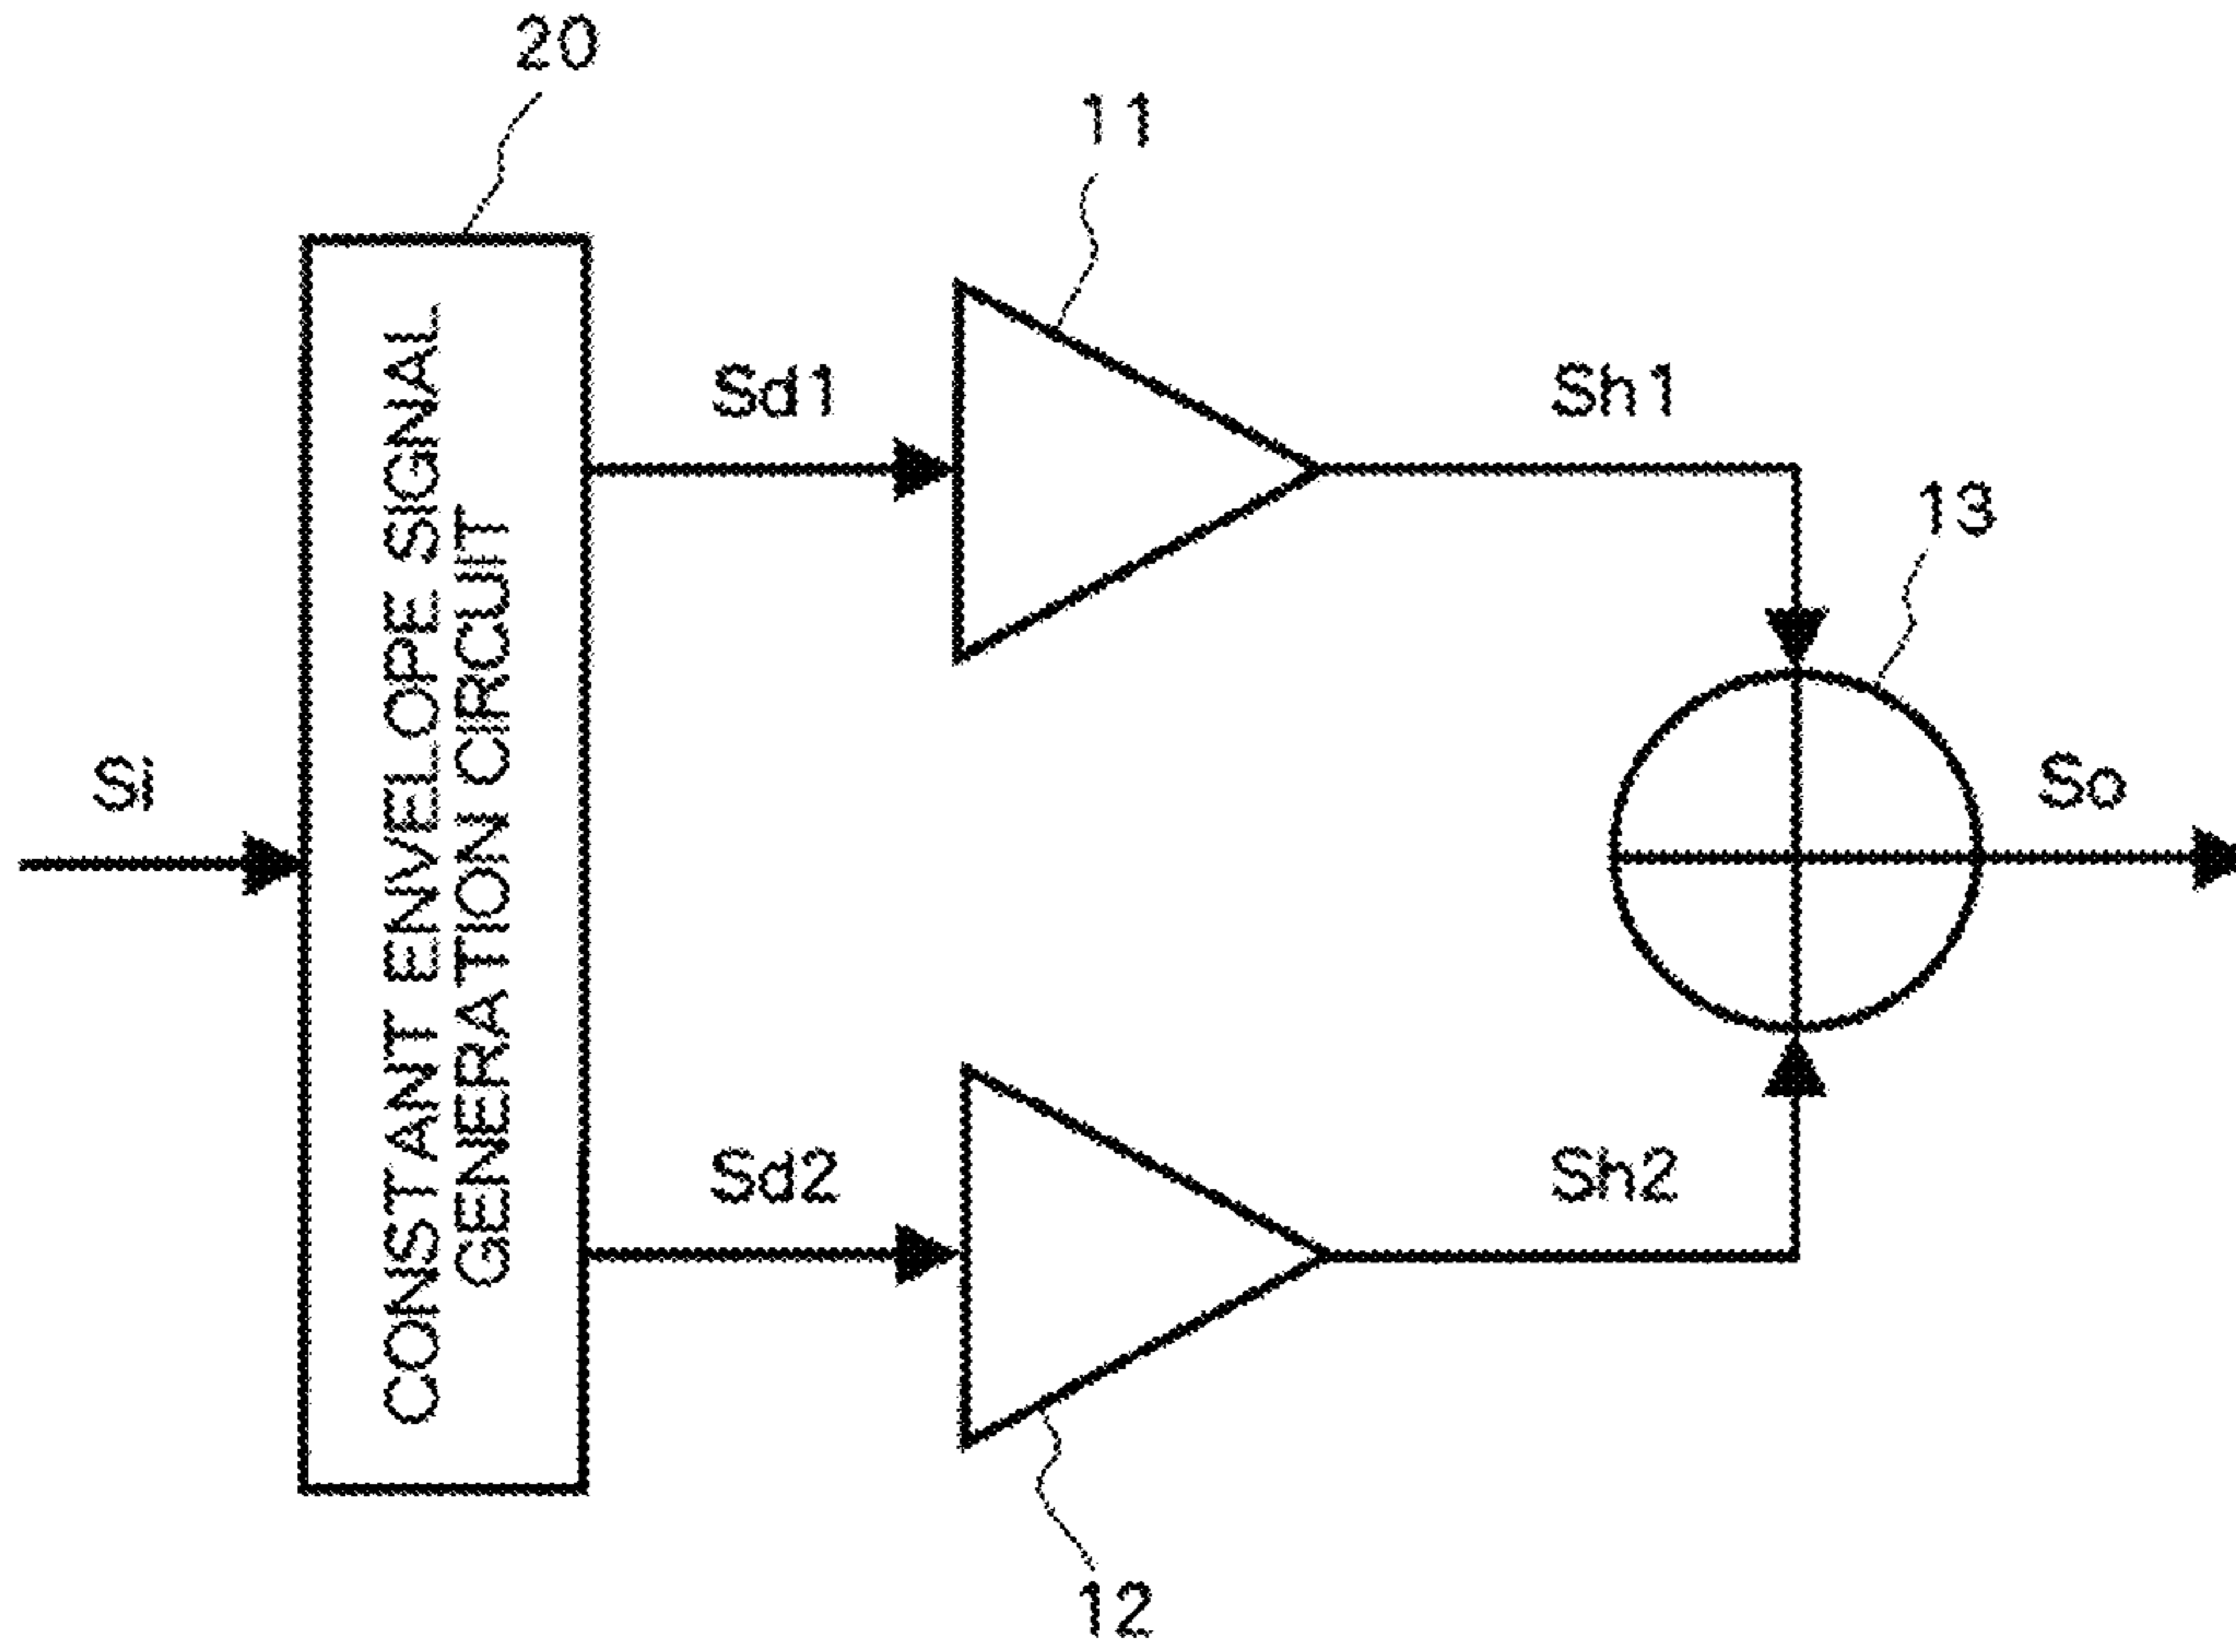 20
11
Sd1
Sh1
13
Si
CONSTANT ENVELOPE SIGNAL
GENERATION CIRCUIT
So
Sd2
Sh2
12